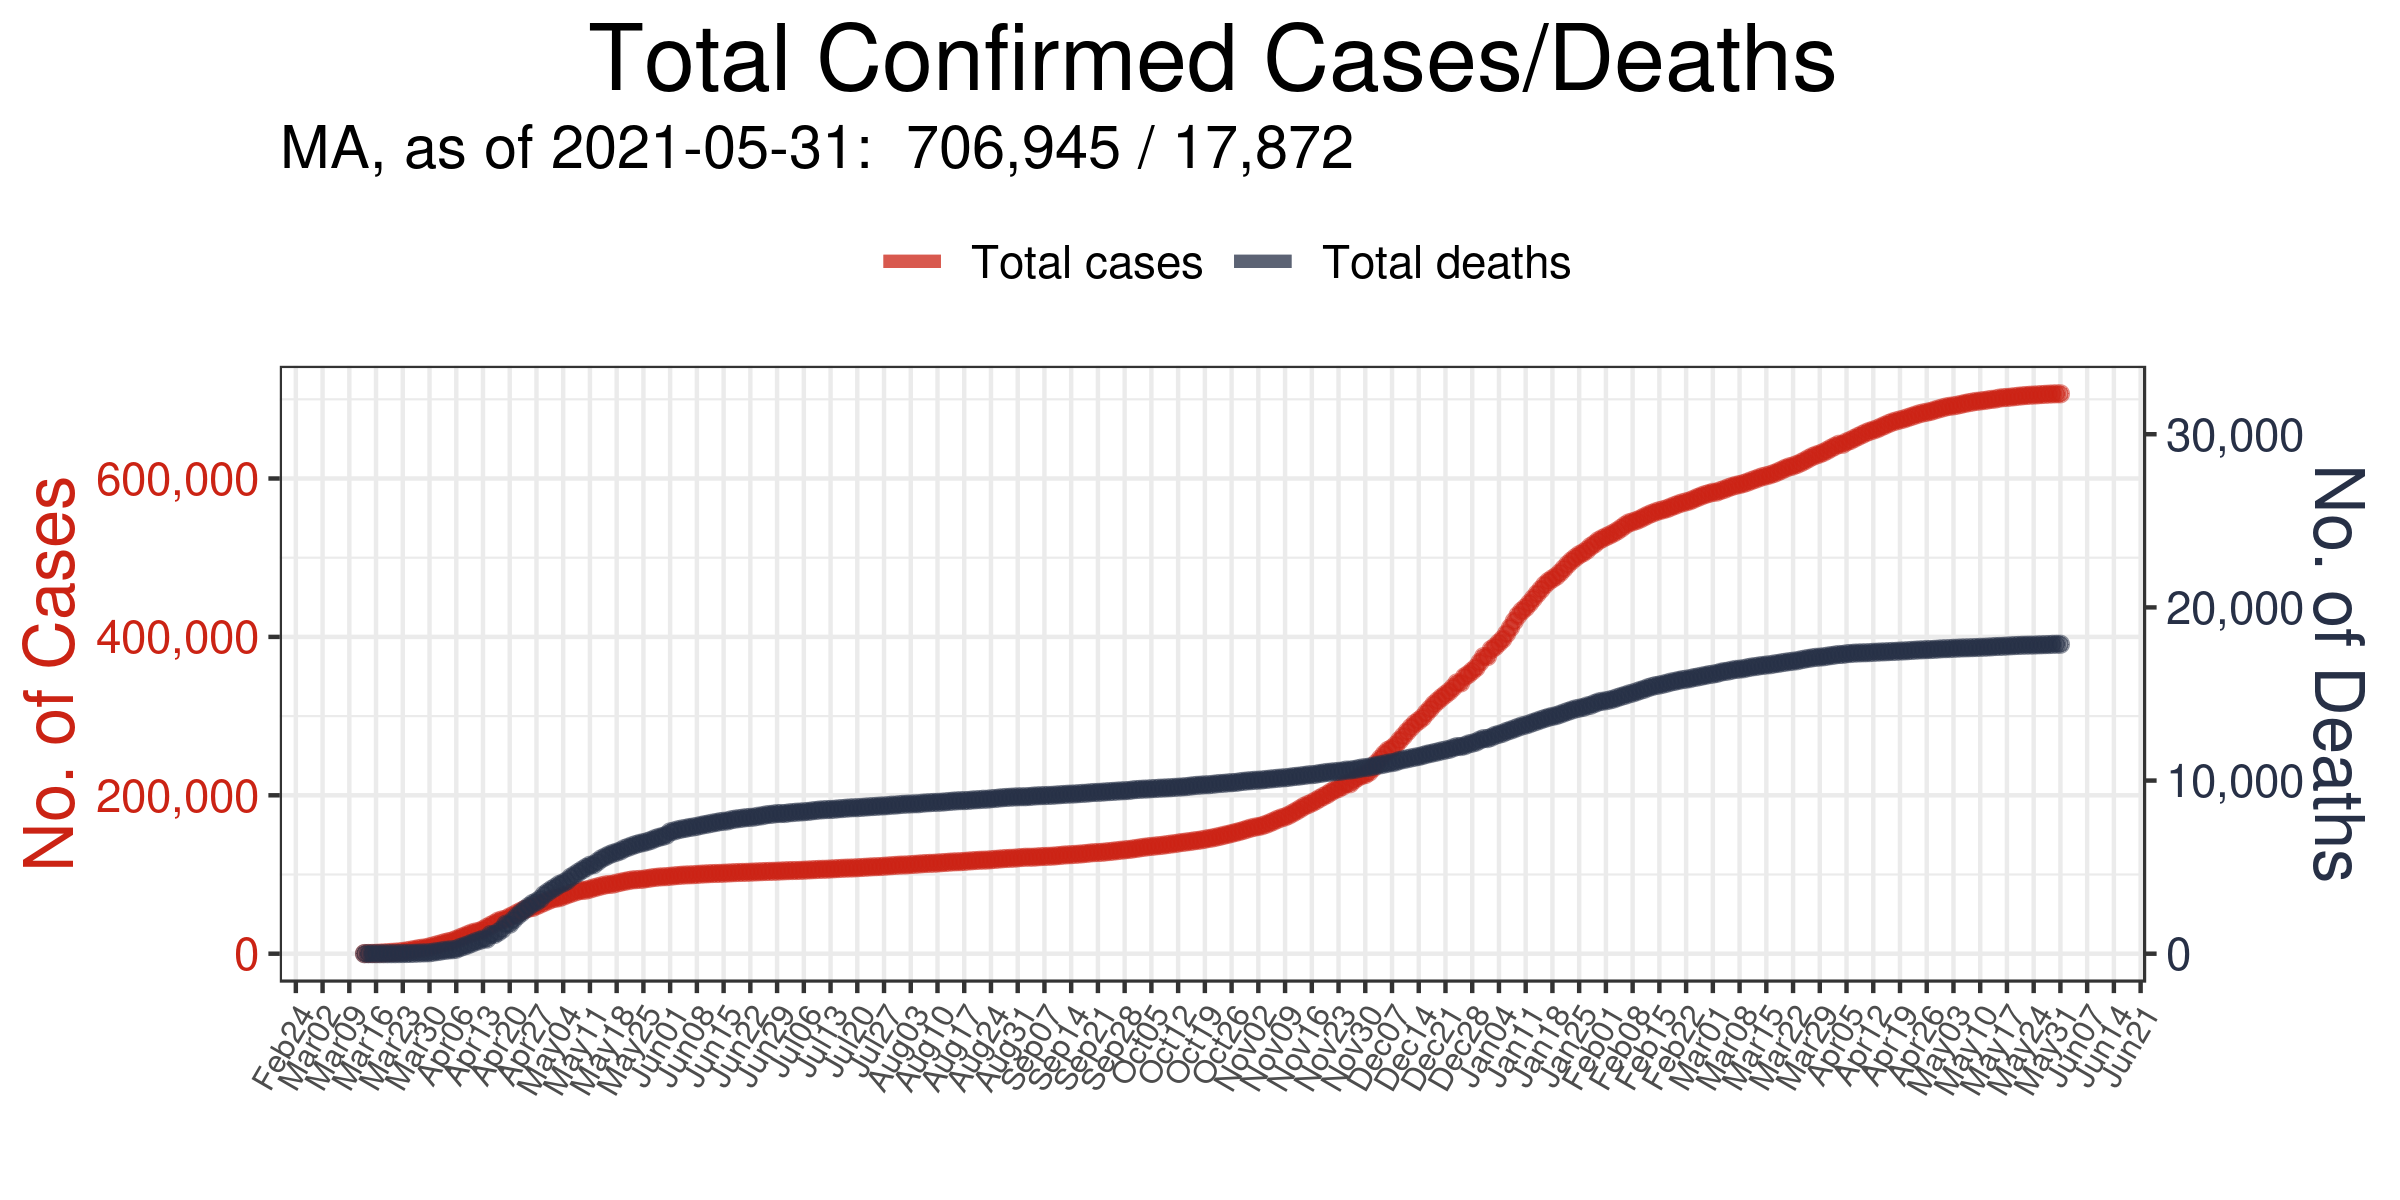 Total Confirmed Cases/Deaths
MA, as of 2021-05-31:  706,945 / 17,872
Total cases
Total deaths
No. of Cases
600,000
400,000
200,000
0
30,000
20,000
10,000
0
No. of Deaths
Feb24
Mar02
Mar09
Mar16
Mar23
Mar30
Apr06
Apr13
Apr20
Apr27
May04
May11
May18
May25
Jun01
Jun08
Jun15
Jun22
Jun29
Jul06
Jul13
Jul20
Jul27
Aug03
Aug10
Aug17
Aug24
Aug31
Sep07
Sep14
Sep21
Sep28
Oct05
Oct12
Oct19
Oct26
Nov02
Nov09
Nov16
Nov23
Nov30
Dec07
Dec14
Dec21
Dec28
Jan04
Jan11
Jan18
Jan25
Feb01
Feb08
Feb15
Feb22
Mar01
Mar08
Mar15
Mar22
Mar29
Apr05
Apr12
Apr19
Apr26
May03
May10
May17
May24
May31
Jun07
Jun14
Jun21